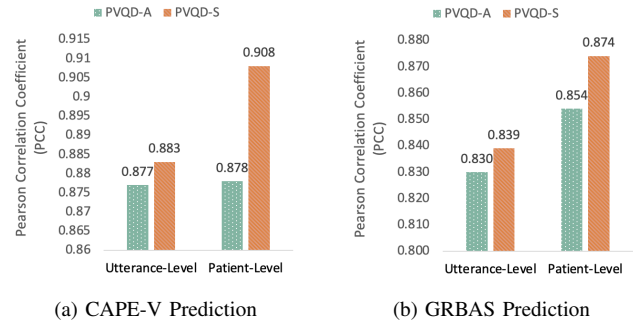 PVQD-A PVQD-S
Pearson Correlation Coefficient
(PCC)
0.915
0.91
0.905
0.9
0.895
0.89
0.885
0.88
0.875
0.87
0.865
0.86
0.877
0.883
0.878
0.908
Utterance-Level Patient-Level
(a) CAPE-V Prediction
PVQD-A PVQD-S
Pearson Correlation Coefficient
(PCC)
0.880
0.870
0.860
0.850
0.840
0.830
0.820
0.810
0.800
0.830
0.839
0.854
0.874
Utterance-Level Patient-Level
(b) GRBAS Prediction